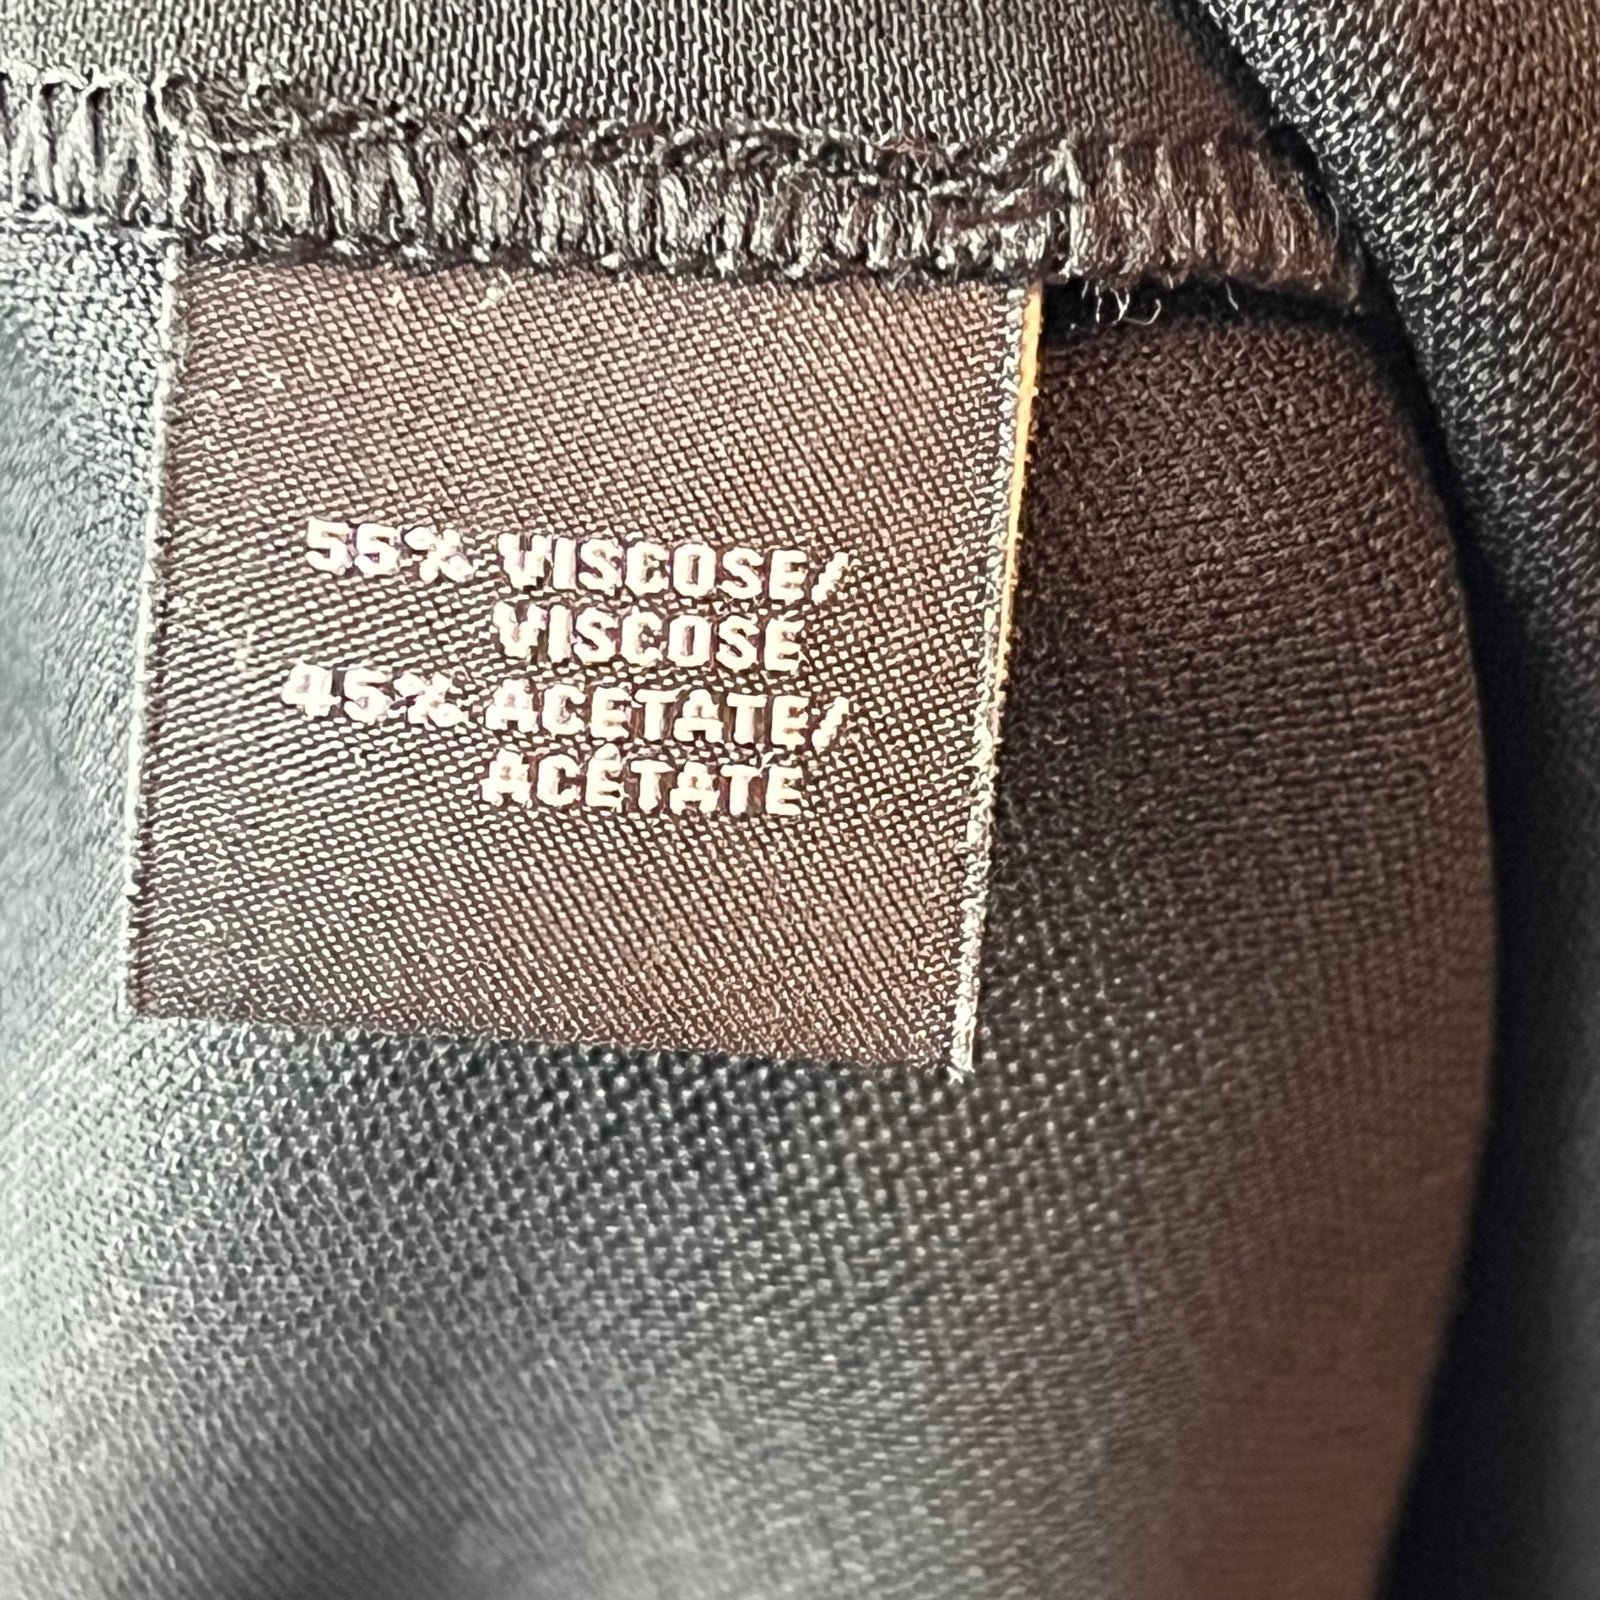 55% VISCOSE/
VISCOSE
45% ACETATE/
ACÉTATE